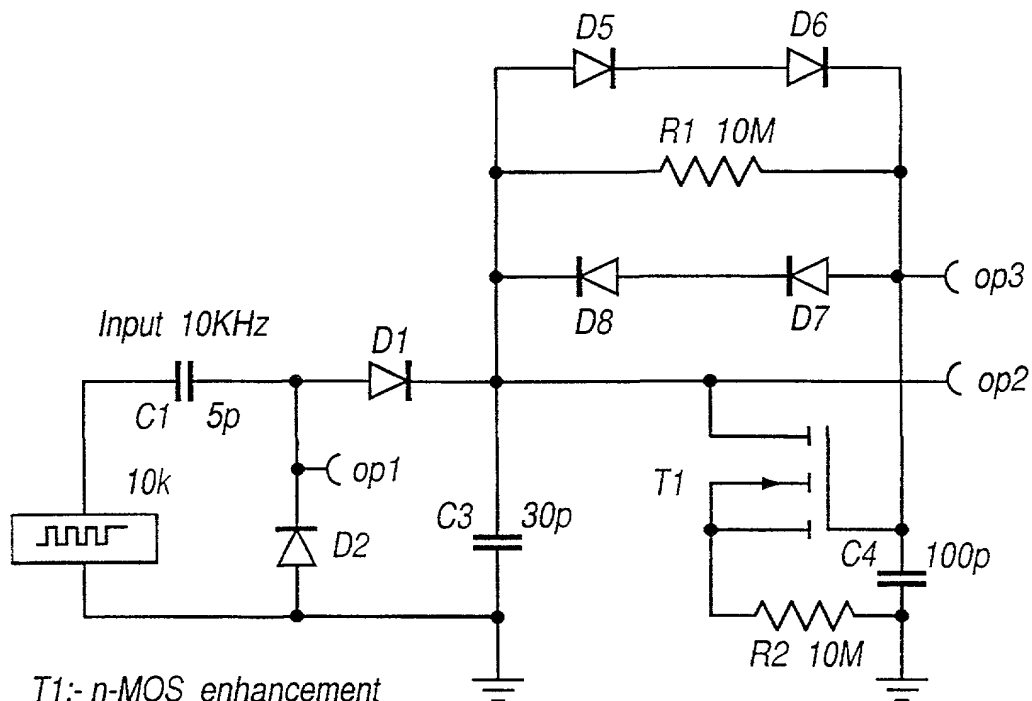 D5
D6
R1 10M
D8
D7
op3
Input 10KHz
D1
op2
C1
5p
op1
10k
T1
C3
30p
D2
C4
100p
R2 10M
T1:- n-MOS enhancement